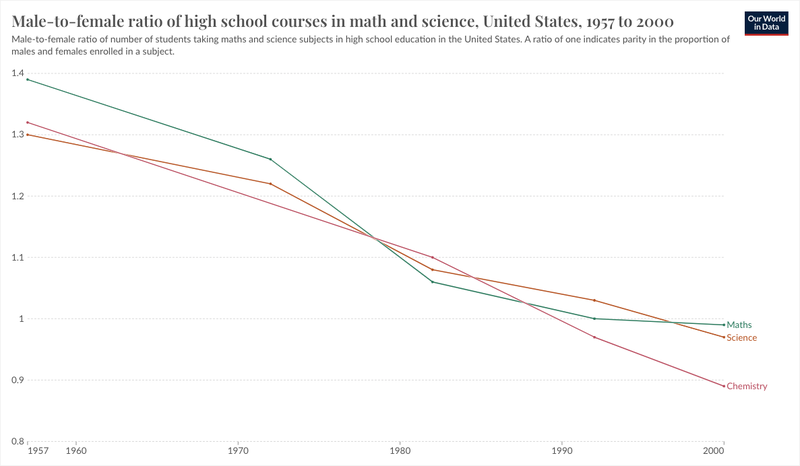 Male-to-female ratio of high school courses in math and science, United States, 1957 to 2000
Our World
in Data
Male-to-female ratio of number of students taking maths and science subjects in high school education in the United States. A ratio of one indicates parity in the proportion of
males and females enrolled in a subject.
1.4
1.3
1.2
1.1
1
0.9
0.8
Maths
Science
Chemistry
1957 1960 1970 1980 1990 2000